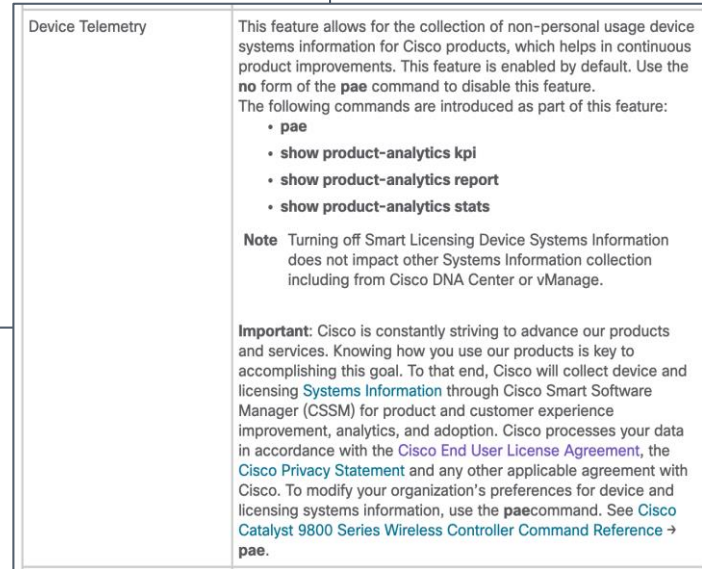 Device Telemetry
This feature allows for the collection of non-personal usage device
systems information for Cisco products, which helps in continuous
product improvements. This feature is enabled by default. Use the
no form of the pae command to disable this feature.
The following commands are introduced as part of this feature:
• pae
• show product-analytics kpi
• show product-analytics report
• show product-analytics stats
Note Turning off Smart Licensing Device Systems Information
does not impact other Systems Information collection
including from Cisco DNA Center or vManage.
Important: Cisco is constantly striving to advance our products
and services. Knowing how you use our products is key to
accomplishing this goal. To that end, Cisco will collect device and
licensing Systems Information through Cisco Smart Software
Manager (CSSM) for product and customer experience
improvement, analytics, and adoption. Cisco processes your data
in accordance with the Cisco End User License Agreement, the
Cisco Privacy Statement and any other applicable agreement with
Cisco. To modify your organization's preferences for device and
licensing systems information, use the paecommand. See Cisco
Catalyst 9800 Series Wireless Controller Command Reference →
pae.